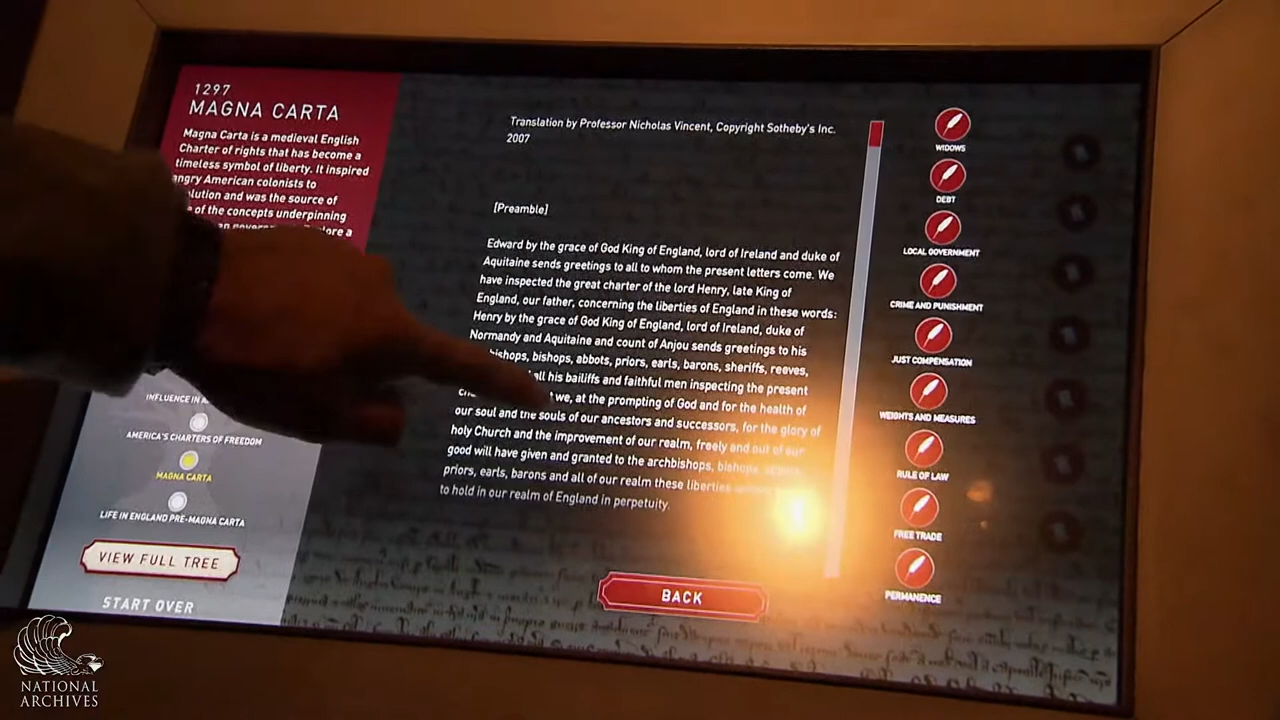 1297
MAGNA CARTA
Magna Carta is a medieval English
Charter of rights that has become a
timeless symbol of liberty. It inspired
angry American colonists to
was the source of
of the concepts underpinning
INFLUENCE IN
AMERICA'S CHARTERS OF FREEDOM
MAGNA CARTA
LIFE IN ENGLAND PRE-MAGNA CARTA
VIEW FULL TREE
START OVER
Translation by Professor Nicholas Vincent, Copyright Sotheby's Inc.
2007
[Preamble]
Edward by the grace of God King of England, lord of Ireland and duke of
Aquitaine sends greetings to all to whom the present letters come. We
have inspected the great charter of the lord Henry, late King of
England, our father, concerning the liberties of England in these words:
Henry by the grace of God King of England, lord of Ireland, duke of
Normandy and Aquitaine and count of Anjou sends greetings to his
bishops, abbots, priors, earls, barons, sheriffs, reeves,
all his bailiffs and faithful men inspecting the present
we, at the prompting of God and for the health of
our soul and the souls of our ancestors and successors, for the glory of
holy Church and the improvement of our realm, freely and out of our
good will have given and granted to the archbishops, bishops,
priors, earls, barons and all of our realm these liberties
to hold in our realm of England in perpetuity.
BACK
WIDOWS
DEBT
LOCAL GOVERNMENT
CRIME AND PUNISHMENT
JUST COMPENSATION
WEIGHTS AND MEASURES
RULE OF LAW
FREE TRADE
PERMANENCE
NATIONAL
ARCHIVES